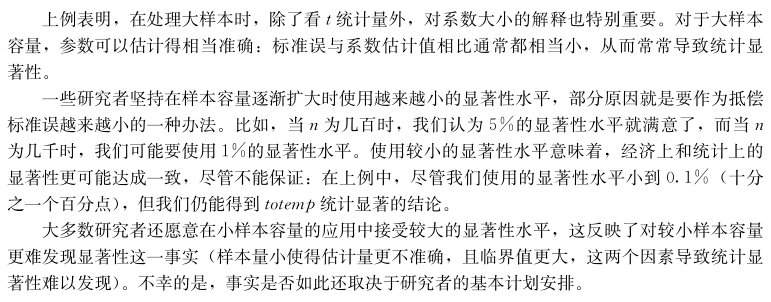 上例表明，在处理大样本时，除了看 t 统计量外，对系数大小的解释也特别重要。对于大样本
容量，参数可以估计得相当准确：标准误与系数估计值相比通常都相当小，从而常常导致统计显
著性。
一些研究者坚持在样本容量逐渐扩大时使用越来越小的显著性水平，部分原因就是要作为抵偿
标准误越来越小的一种办法。比如，当 n 为几百时，我们认为 5%的显著性水平就满意了，而当 n
为几千时，我们可能要使用 1%的显著性水平。使用较小的显著性水平意味着，经济上和统计上的
显著性更可能达成一致，尽管不能保证：在上例中，尽管我们使用的显著性水平小到 0.1%（十分
之一个百分点），但我们仍能得到 totemp 统计显著的结论。
大多数研究者还愿意在小样本容量的应用中接受较大的显著性水平，这反映了对较小样本容量
更难发现显著性这一事实（样本量小使得估计量更不准确，且临界值更大，这两个因素导致统计显
著性难以发现）。不幸的是，事实是否如此还取决于研究者的基本计划安排。